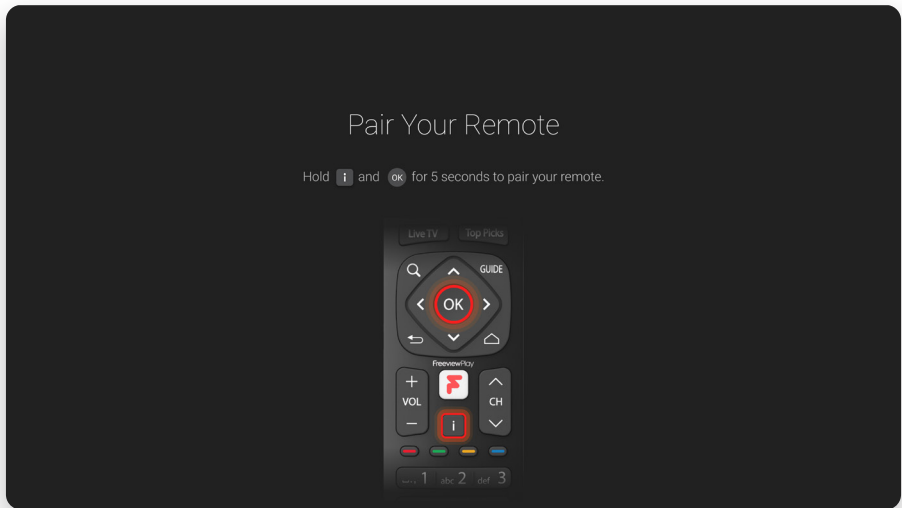 Pair Your Remote
Hold i and OK for 5 seconds to pair your remote.
Live TV Top Picks
GUIDE
OK
FreeviewPlay
+ VOL −
CH
i
1 abc 2 def 3